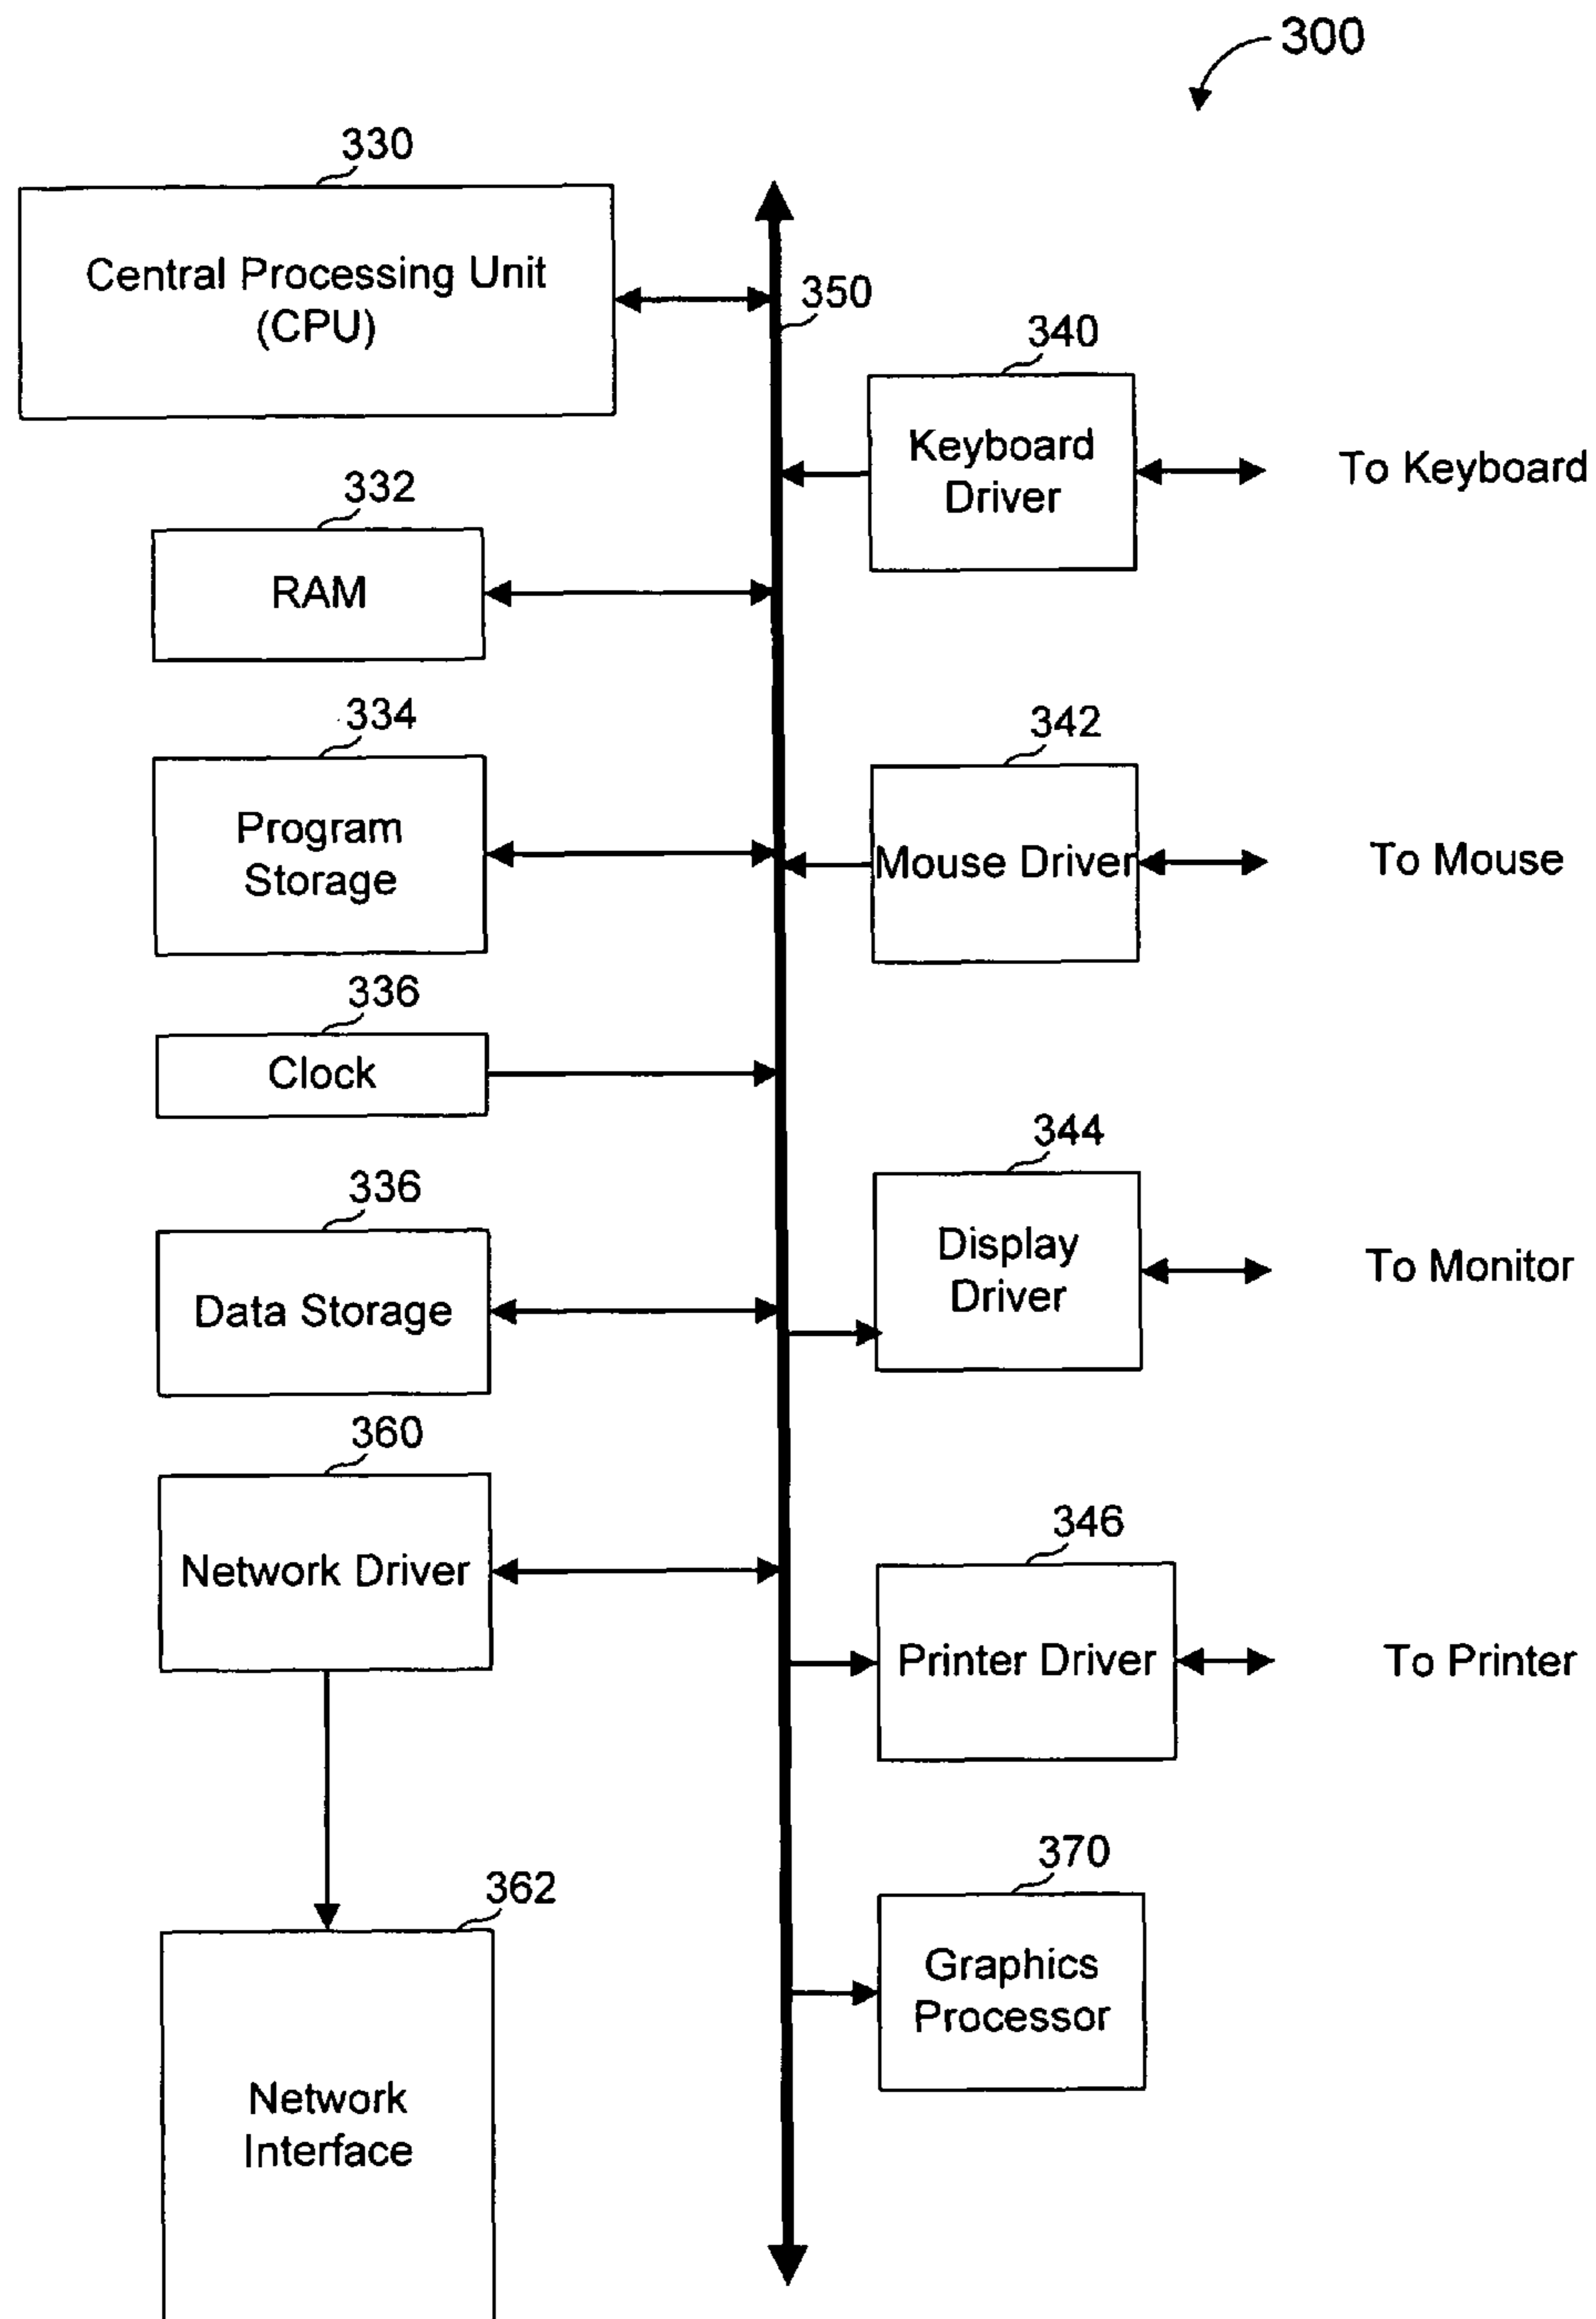 300
330
Central Processing Unit
(CPU)
350
340
Keyboard
Driver
To Keyboard
332
RAM
334
Program
Storage
342
Mouse Driver
To Mouse
336
Clock
344
Display
Driver
To Monitor
336
Data Storage
360
Network Driver
346
Printer Driver
To Printer
370
Graphics
Processor
362
Network
Interface